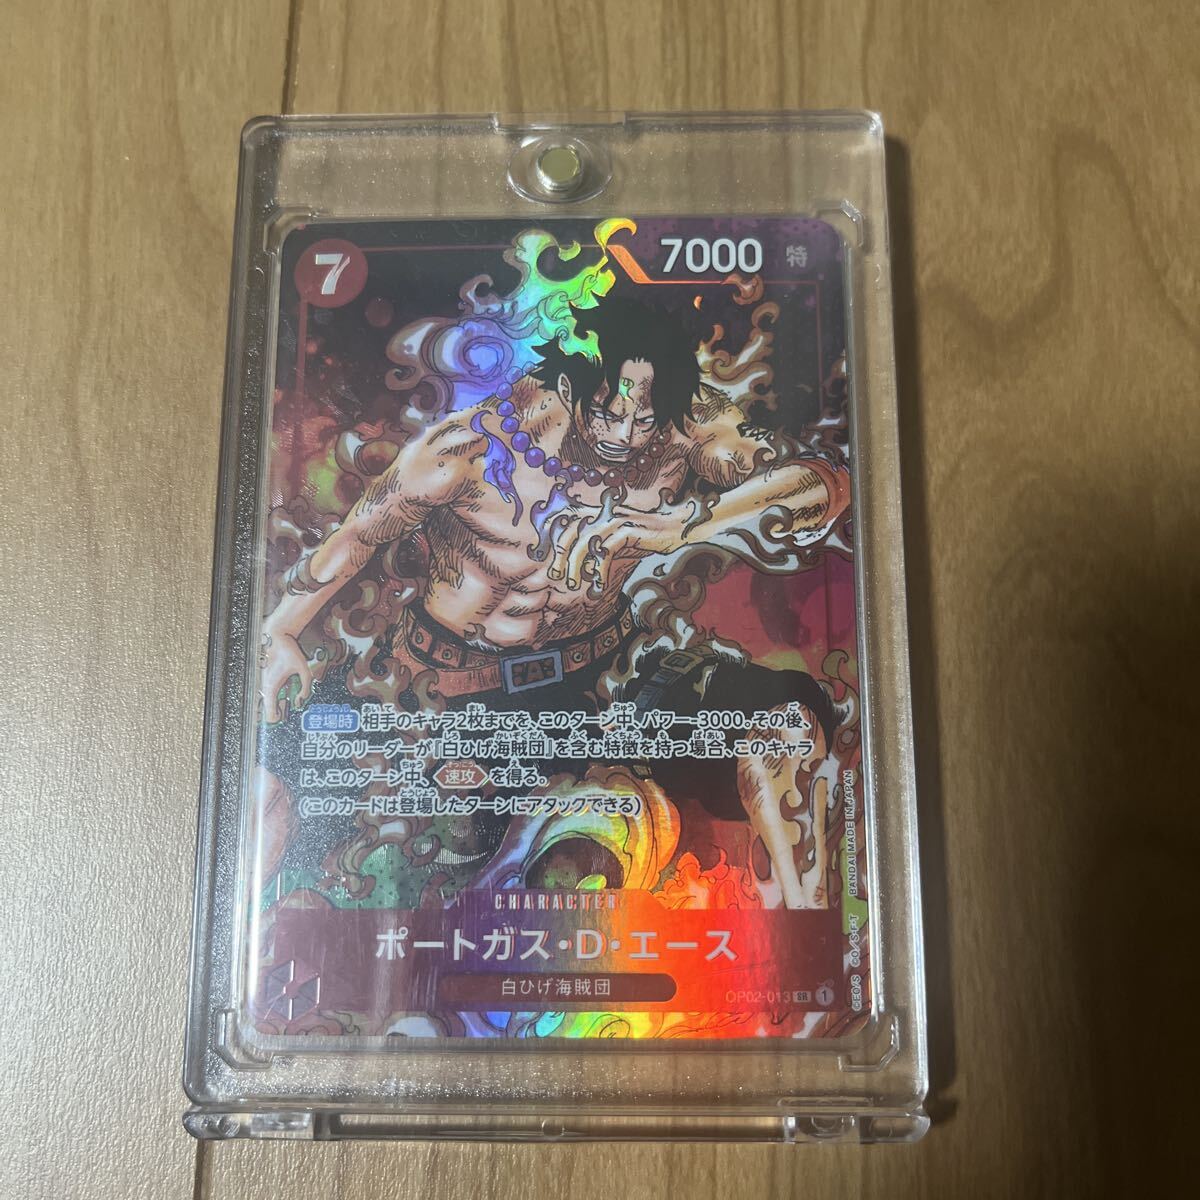 7
7000 特
登場時 相手のキャラ2枚までを、このターン中、パワー-3000。その後、
自分のリーダーが『白ひげ海賊団』を含む特徴を持つ場合、このキャラ
は、このターン中、速攻を得る。
(このカードは登場したターンにアタックできる)
CHARACTER
ポートガス・D・エース
白ひげ海賊団
OP02-013 SR 1
©EO/S ©O/S・F・T BANDAI MADE IN JAPAN